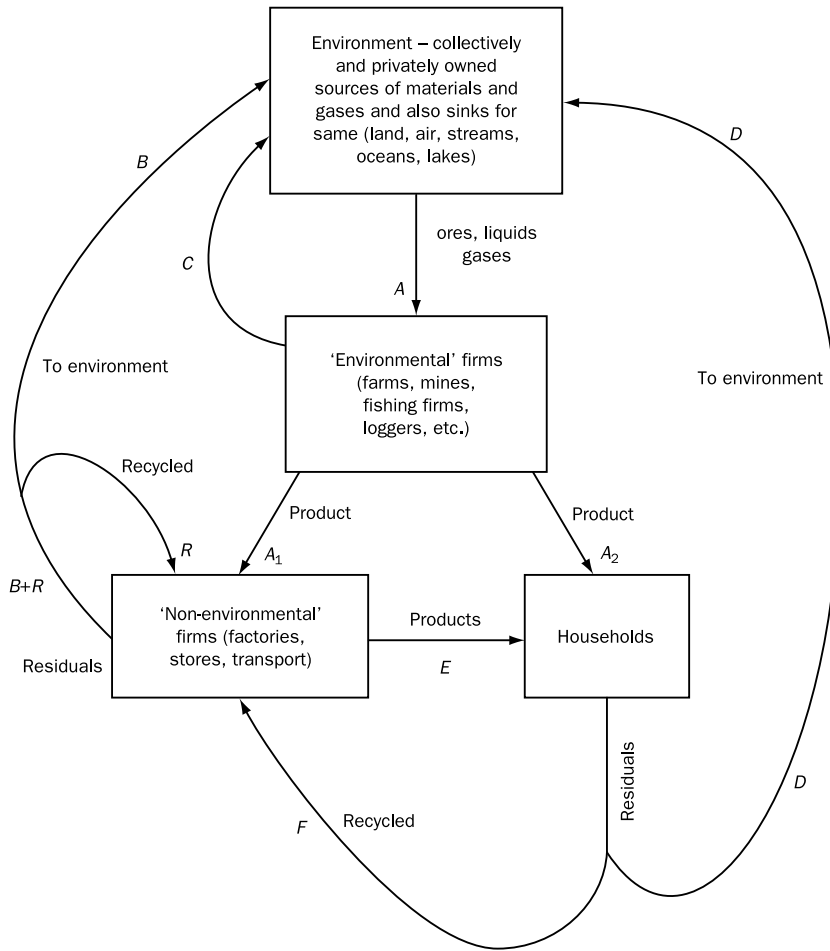 Environment – collectively
and privately owned
sources of materials and
gases and also sinks for
same (land, air, streams,
oceans, lakes)
B
D
C
ores, liquids
gases
A
'Environmental' firms
(farms, mines,
fishing firms,
loggers, etc.)
To environment
To environment
Recycled
Product
Product
R
A1
A2
B+R
'Non-environmental'
firms (factories,
stores, transport)
Residuals
Products
E
Households
Residuals
D
F
Recycled